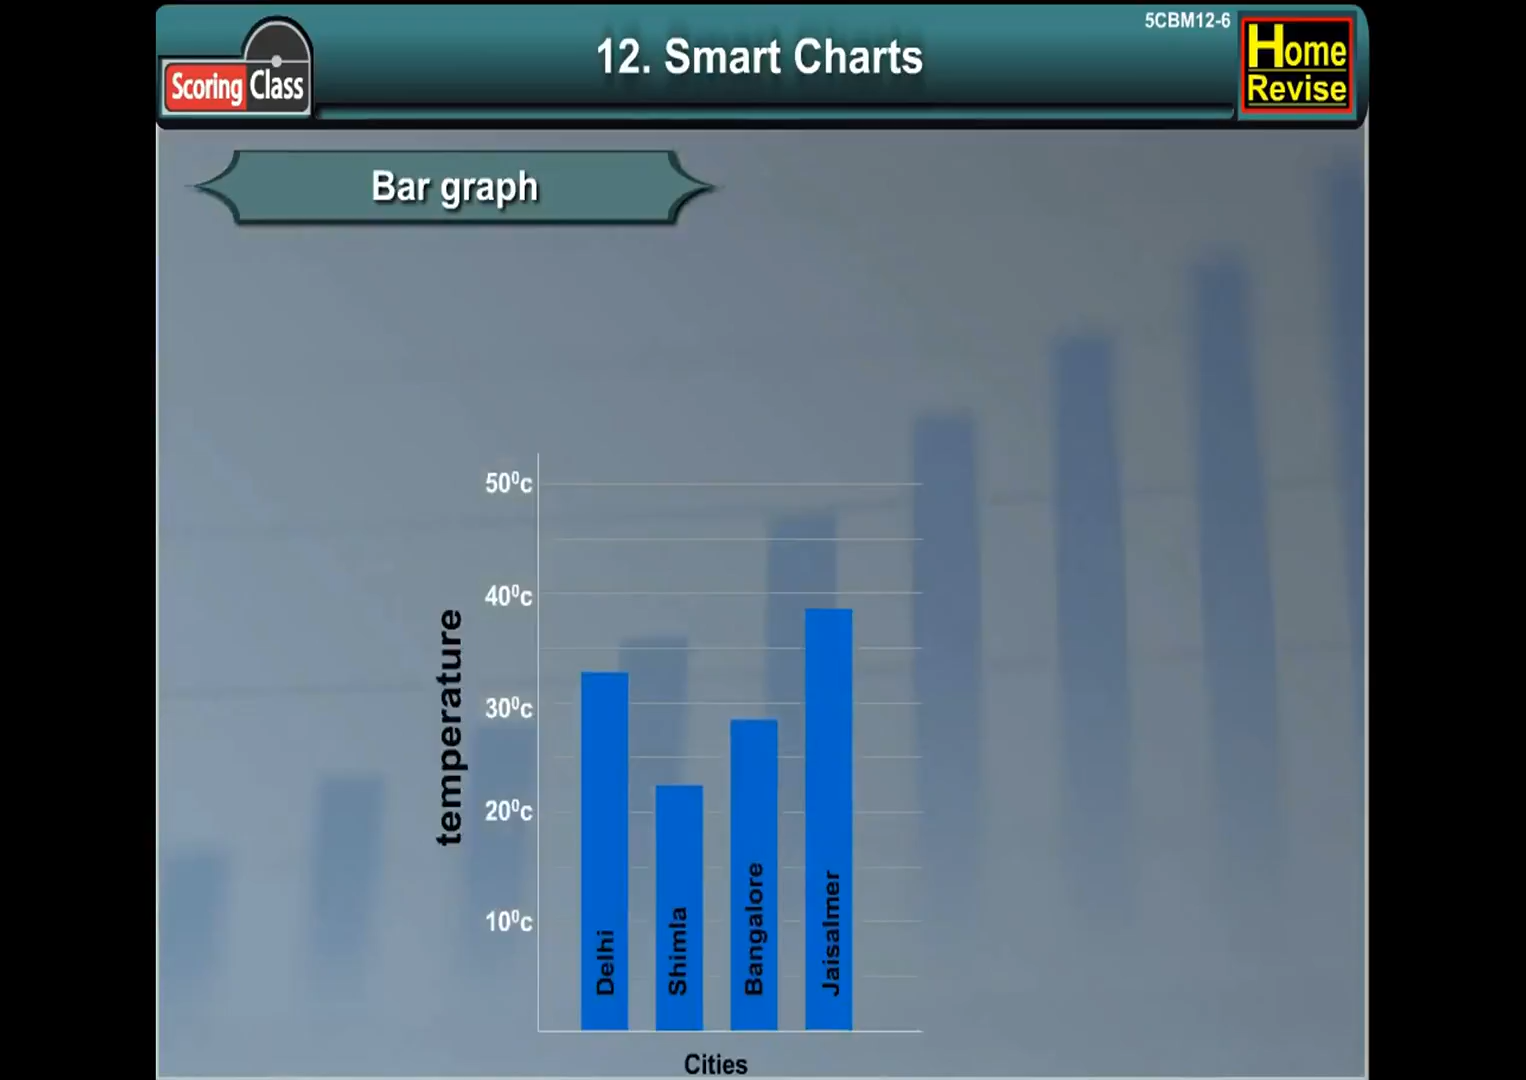 5CBM12-6
12. Smart Charts
Scoring Class
Home
Revise
Bar graph
50⁰c
40⁰c
30⁰c
20⁰c
10⁰c
temperature
Delhi
Shimla
Bangalore
Jaisalmer
Cities